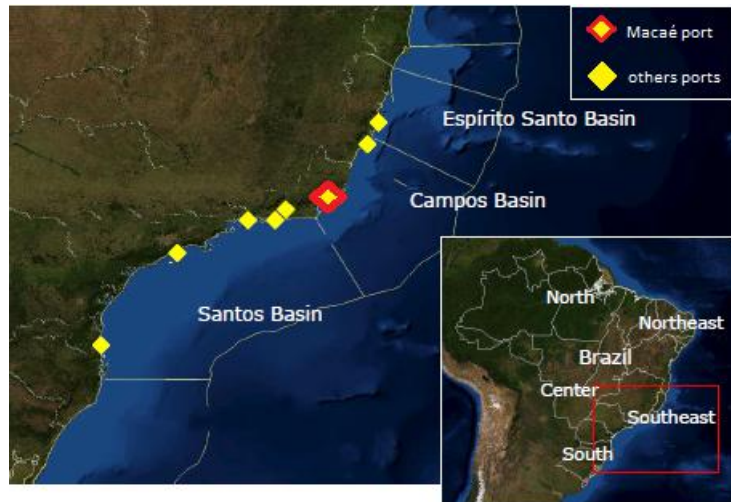 Macaé port
others ports
Espírito Santo Basin
Campos Basin
Santos Basin
North
Northeast
Brazil
Center
Southeast
South